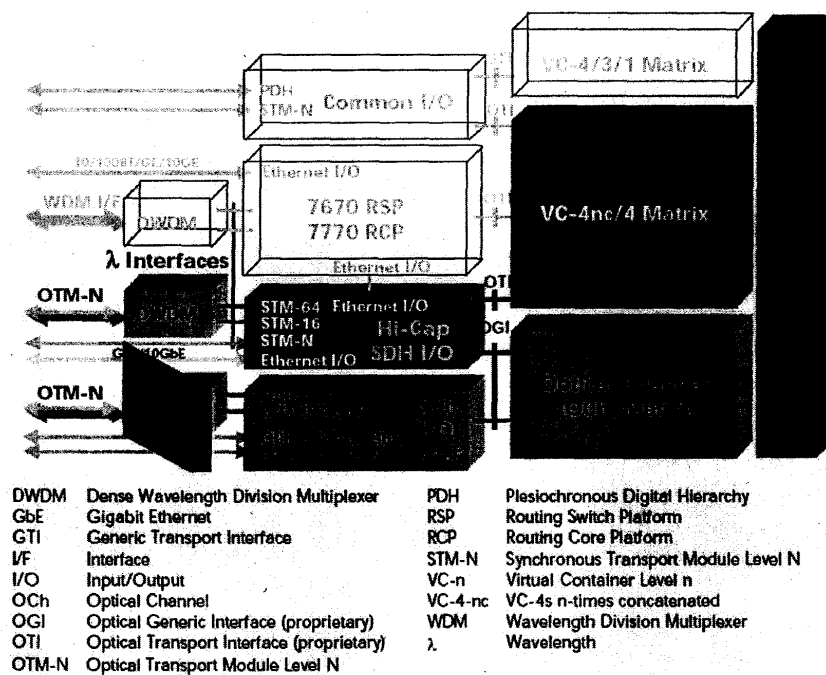 VC-4/3/1 Matrix
PDH
STM-N
Common I/O
10/100BT/GE/10GE
Ethernet I/O
WDM I/F
DWDM
7670 RSP
7770 RCP
VC-4nc/4 Matrix
λ Interfaces
Ethernet I/O
OTM-N
STM-64 Ethernet I/O
STM-16
Hi-Cap
STM-N
SDH I/O
OGI
Ethernet I/O
OTM-N
DWDM Dense Wavelength Division Multiplexer
GbE Gigabit Ethernet
GTI Generic Transport Interface
I/F Interface
I/O Input/Output
OCh Optical Channel
OGI Optical Generic Interface (proprietary)
OTI Optical Transport Interface (proprietary)
OTM-N Optical Transport Module Level N
PDH Plesiochronous Digital Hierarchy
RSP Routing Switch Platform
RCP Routing Core Platform
STM-N Synchronous Transport Module Level N
VC-n Virtual Container Level n
VC-4-nc VC-4s n-times concatenated
WDM Wavelength Division Multiplexer
λ Wavelength